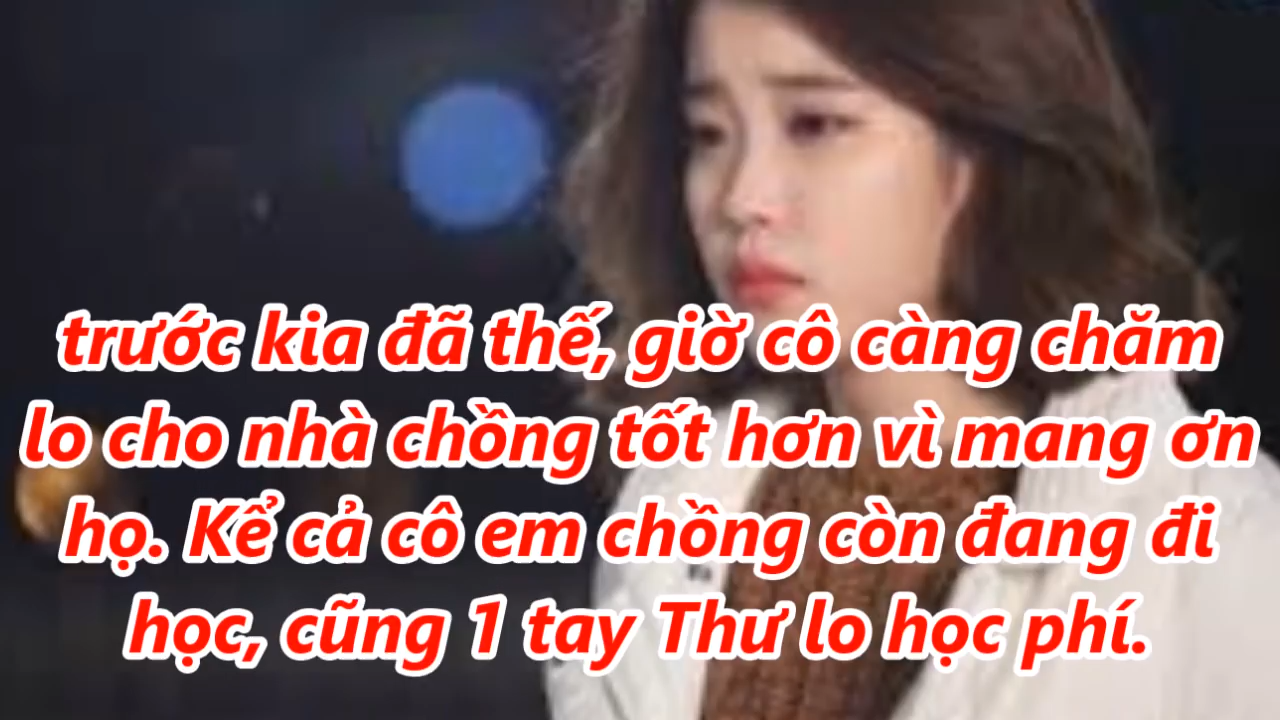 trước kia đã thế, giờ cô càng chăm
lo cho nhà chồng tốt hơn vì mang ơn
họ. Kể cả cô em chồng còn đang đi
học, cũng 1 tay Thư lo học phí.